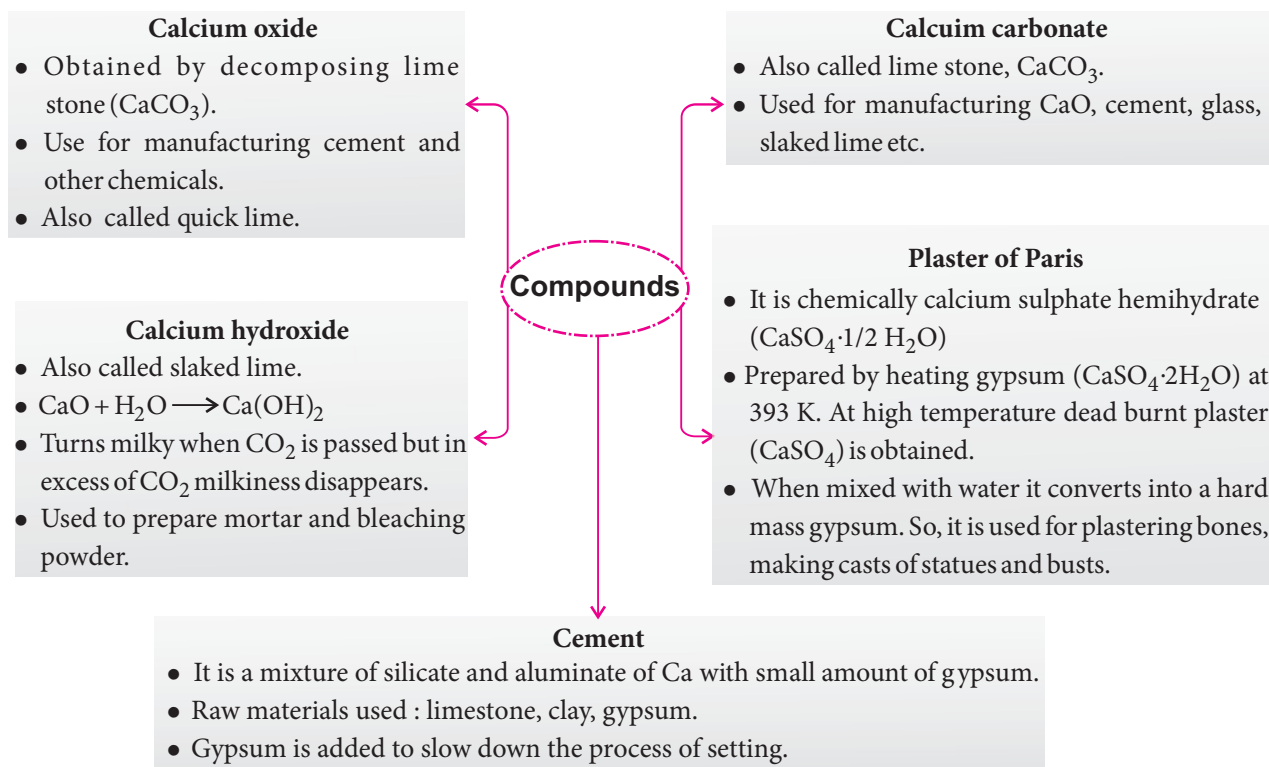 Calcium oxide
• Obtained by decomposing lime
stone (CaCO₃).
• Use for manufacturing cement and
other chemicals.
• Also called quick lime.
Calcuim carbonate
• Also called lime stone, CaCO₃.
• Used for manufacturing CaO, cement, glass,
slaked lime etc.
Compounds
Calcium hydroxide
• Also called slaked lime.
• CaO + H₂O ⟶ Ca(OH)₂
• Turns milky when CO₂ is passed but in
excess of CO₂ milkiness disappears.
• Used to prepare mortar and bleaching
powder.
Plaster of Paris
• It is chemically calcium sulphate hemihydrate
(CaSO₄·1/2 H₂O)
• Prepared by heating gypsum (CaSO₄·2H₂O) at
393 K. At high temperature dead burnt plaster
(CaSO₄) is obtained.
• When mixed with water it converts into a hard
mass gypsum. So, it is used for plastering bones,
making casts of statues and busts.
Cement
• It is a mixture of silicate and aluminate of Ca with small amount of gypsum.
• Raw materials used : limestone, clay, gypsum.
• Gypsum is added to slow down the process of setting.